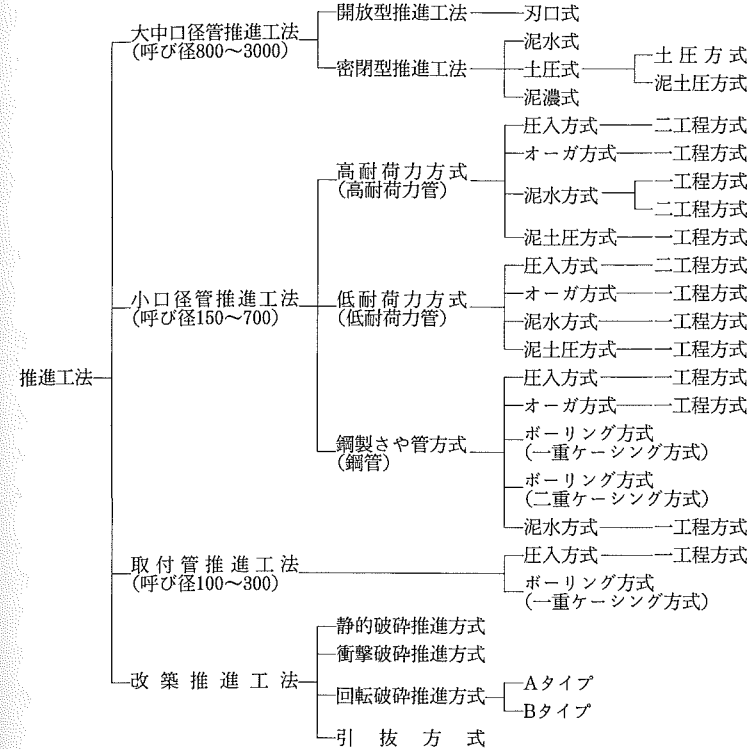 推進工法
大中口径管推進工法
(呼び径800〜3000)
開放型推進工法
刃口式
密閉型推進工法
泥水式
土圧式
土圧方式
泥土圧方式
泥濃式
小口径管推進工法
(呼び径150〜700)
高耐荷力方式
(高耐荷力管)
圧入方式
二工程方式
オーガ方式
一工程方式
泥水方式
一工程方式
二工程方式
泥土圧方式
一工程方式
低耐荷力方式
(低耐荷力管)
圧入方式
二工程方式
オーガ方式
一工程方式
泥水方式
一工程方式
泥土圧方式
一工程方式
鋼製さや管方式
(鋼管)
圧入方式
一工程方式
オーガ方式
一工程方式
ボーリング方式
(一重ケーシング方式)
ボーリング方式
(二重ケーシング方式)
泥水方式
一工程方式
取付管推進工法
(呼び径100〜300)
圧入方式
一工程方式
ボーリング方式
(一重ケーシング方式)
改築推進工法
静的破砕推進方式
衝撃破砕推進方式
回転破砕推進方式
Aタイプ
Bタイプ
引抜方式